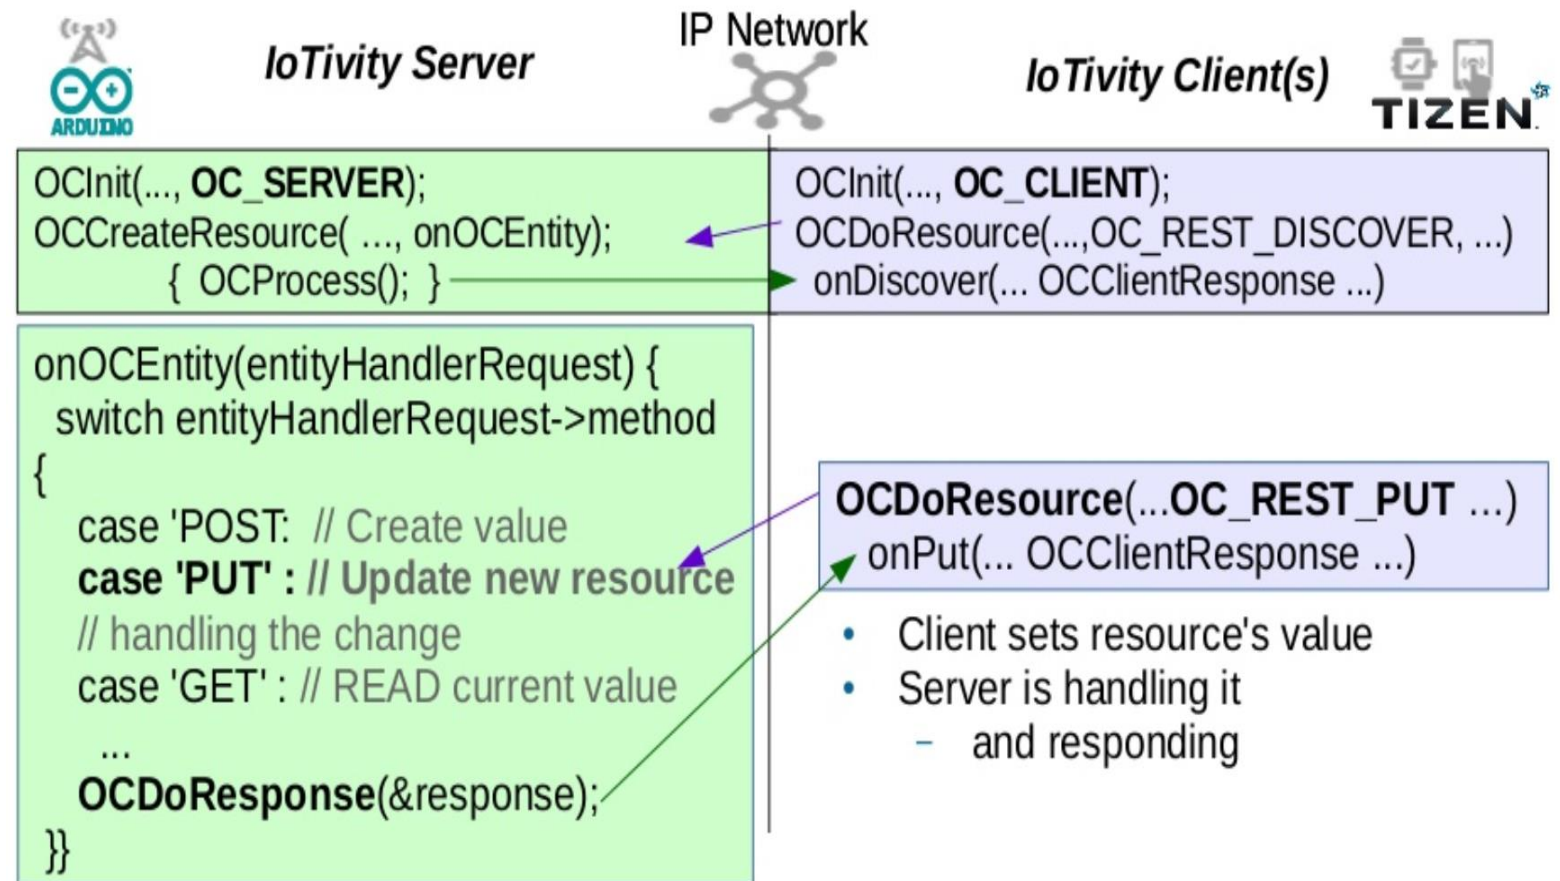 IP Network
IoTivity Server
IoTivity Client(s)
ARDUINO
TIZEN
OCInit(..., OC_SERVER);
OCCreateResource( ..., onOCEntity);
{ OCProcess(); }
OCInit(..., OC_CLIENT);
OCDoResource(...,OC_REST_DISCOVER, ...)
onDiscover(... OCClientResponse ...)
onOCEntity(entityHandlerRequest) {
switch entityHandlerRequest->method
{
case 'POST: // Create value
case 'PUT' : // Update new resource
// handling the change
case 'GET' : // READ current value
...
OCDoResponse(&response);
}}
OCDoResource(...OC_REST_PUT ...)
onPut(... OCClientResponse ...)
• Client sets resource's value
• Server is handling it
– and responding